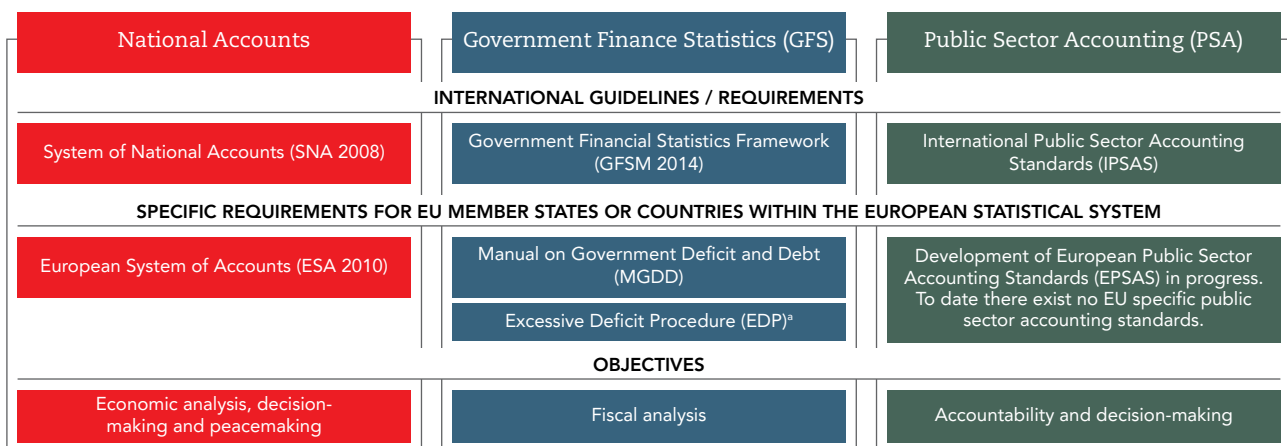 National Accounts
Government Finance Statistics (GFS)
Public Sector Accounting (PSA)
INTERNATIONAL GUIDELINES / REQUIREMENTS
System of National Accounts (SNA 2008)
Government Financial Statistics Framework
(GFSM 2014)
International Public Sector Accounting
Standards (IPSAS)
SPECIFIC REQUIREMENTS FOR EU MEMBER STATES OR COUNTRIES WITHIN THE EUROPEAN STATISTICAL SYSTEM
European System of Accounts (ESA 2010)
Manual on Government Deficit and Debt
(MGDD)
Excessive Deficit Procedure (EDP)ᵃ
Development of European Public Sector
Accounting Standards (EPSAS) in progress.
To date there exist no EU specific public
sector accounting standards.
OBJECTIVES
Economic analysis, decision-
making and peacemaking
Fiscal analysis
Accountability and decision-making